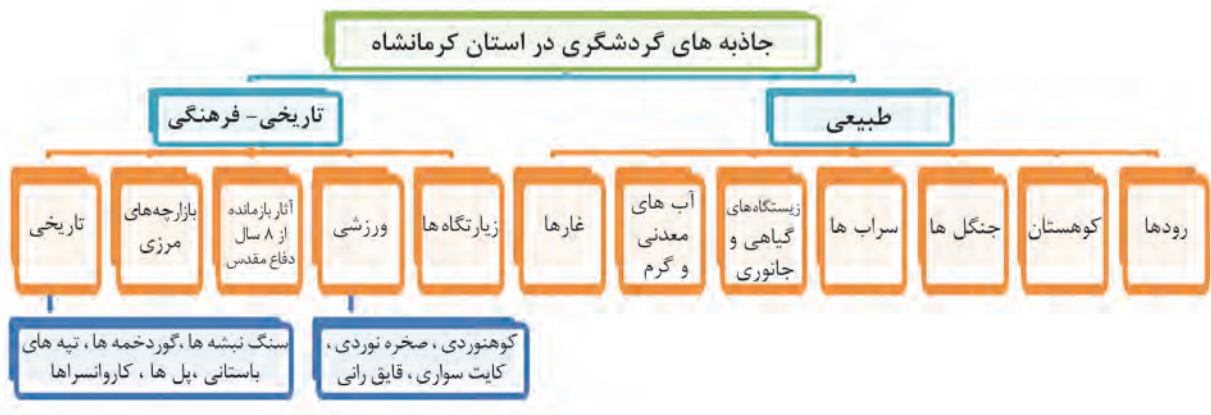 جاذبه های گردشگری در استان کرمانشاه
طبیعی
تاریخی- فرهنگی
رودها
کوهستان
جنگل ها
سراب ها
زیستگاه‌های
گیاهی و
جانوری
آب های
معدنی
و گرم
غارها
زیارتگاه‌ها
ورزشی
آثار بازمانده
از ۸ سال
دفاع مقدس
بازارچه‌های
مرزی
تاریخی
کوهنوردی ، صخره نوردی ،
کایت سواری ، قایق رانی
سنگ نبشه ها،گوردخمه ها، تپه های
باستانی ،پل ها ، کاروانسراها